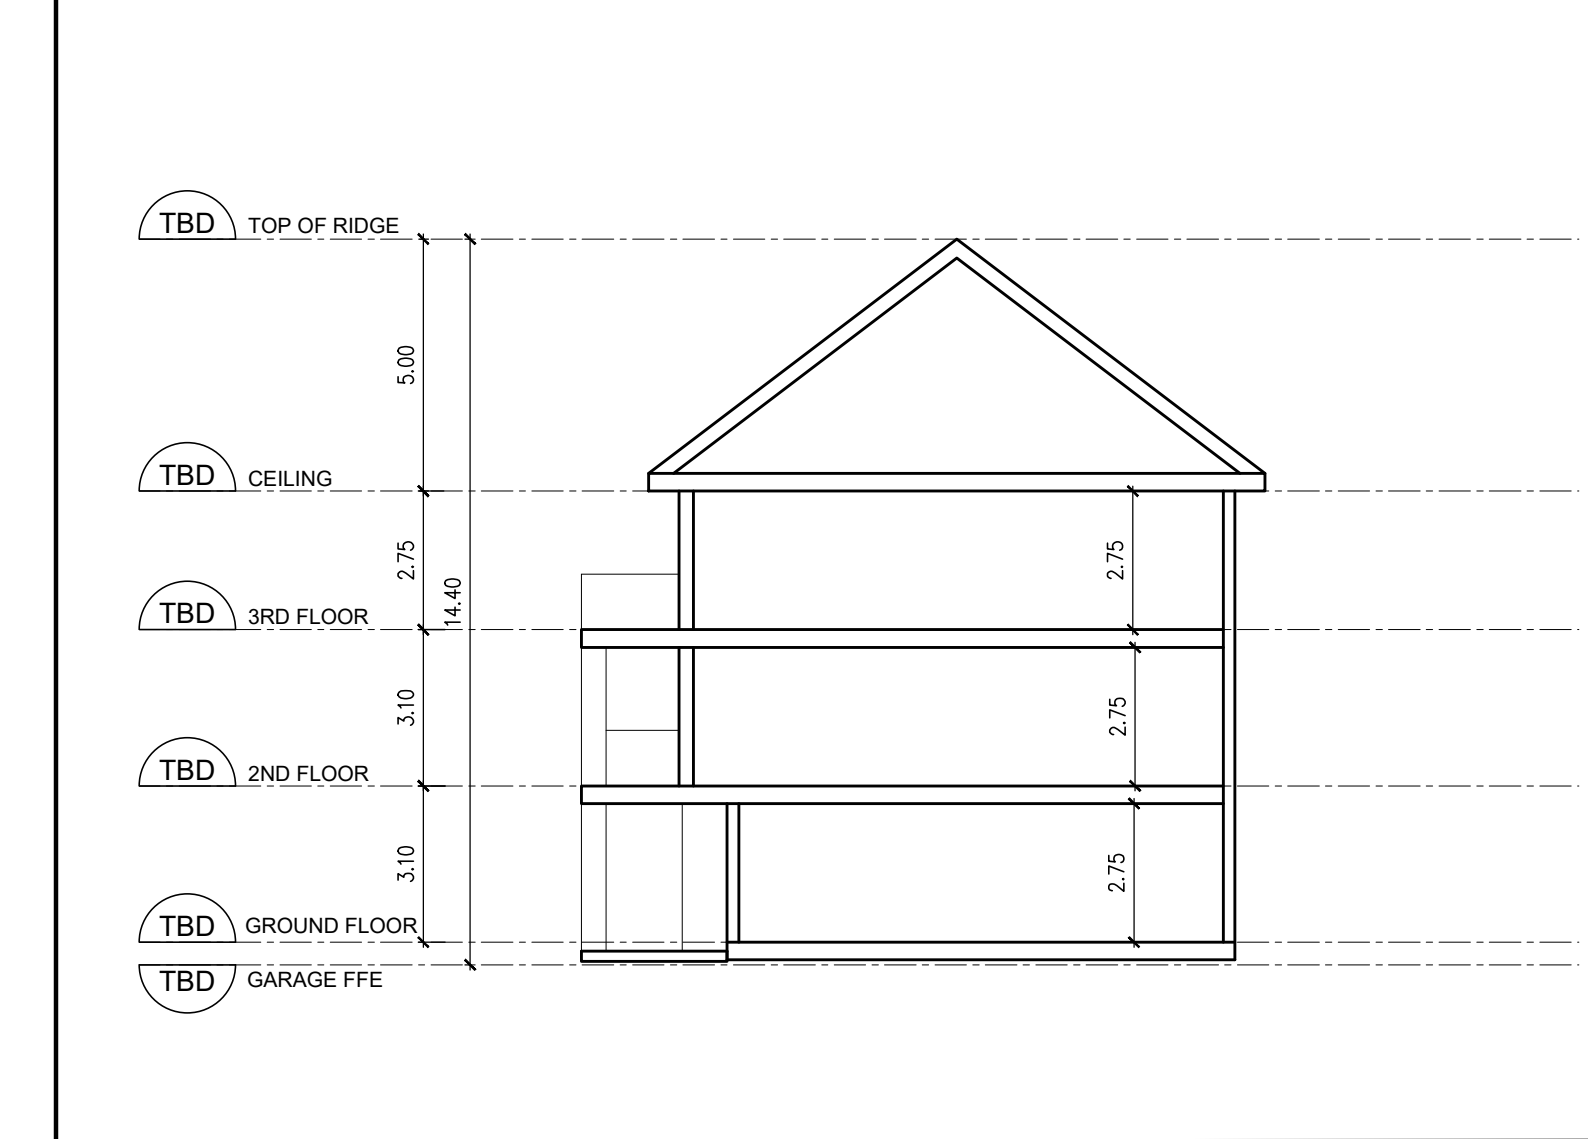 TBD TOP OF RIDGE
5.00
TBD CEILING
2.75
2.75
14.40
TBD 3RD FLOOR
3.10
2.75
TBD 2ND FLOOR
3.10
2.75
TBD GROUND FLOOR
TBD GARAGE FFE